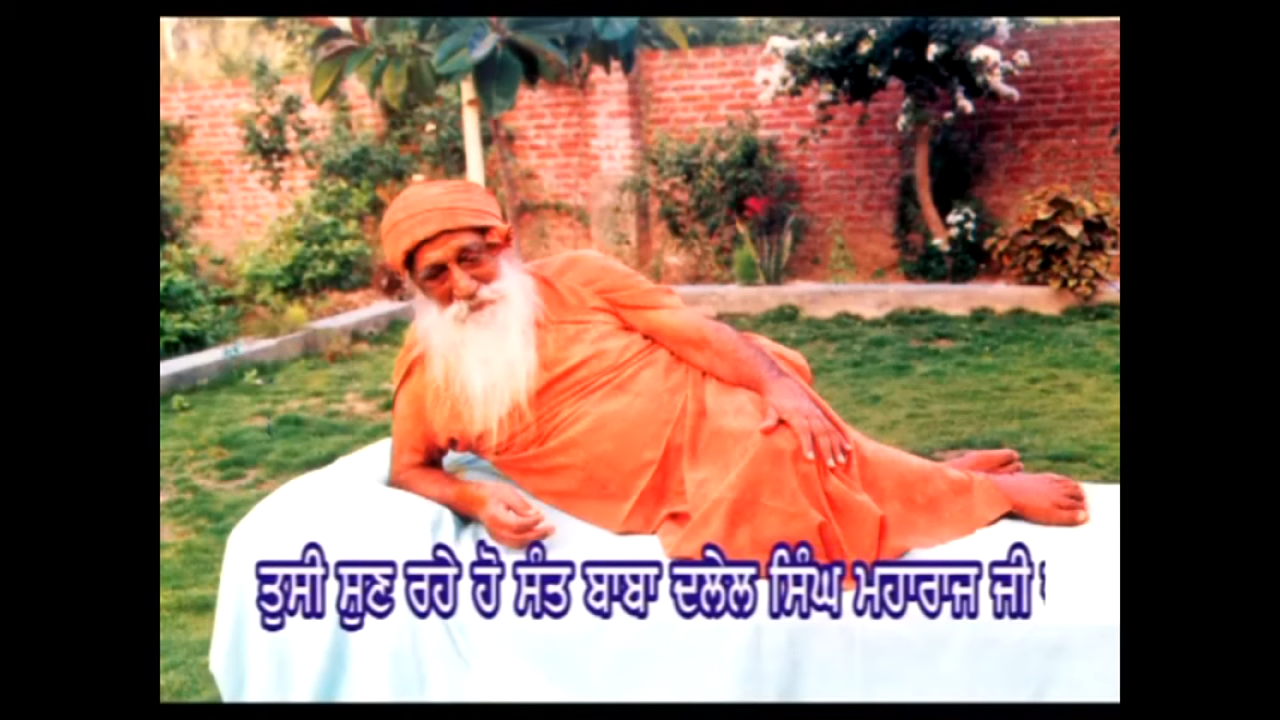 ਤੁਸੀ ਸੁਣ ਰਹੇ ਹੋ ਸੰਤ ਬਾਬਾ ਦਲੇਲ ਸਿੰਘ ਮਹਾਰਾਜ ਜੀ